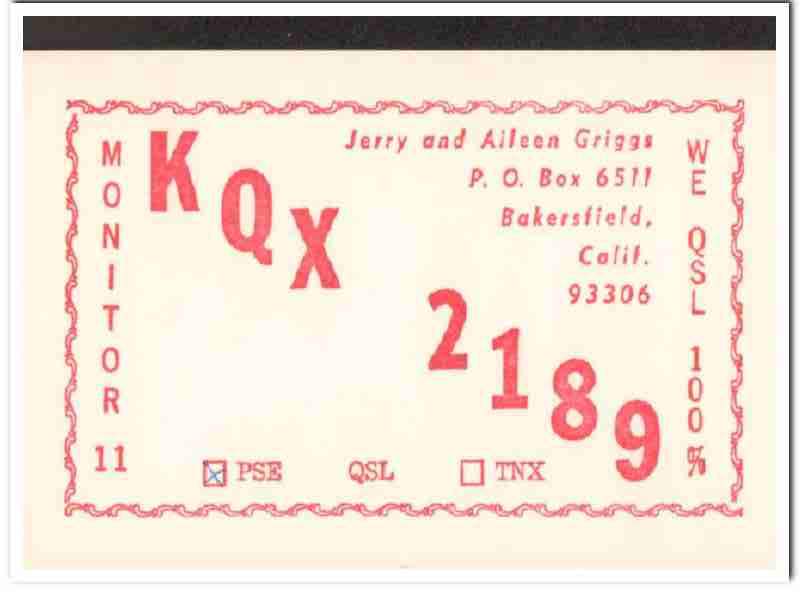 MONITOR 11
KQX 2189
Jerry and Aileen Griggs
P. O. Box 6511
Bakersfield,
Calif.
93306
WE QSL 100%
PSE QSL TNX